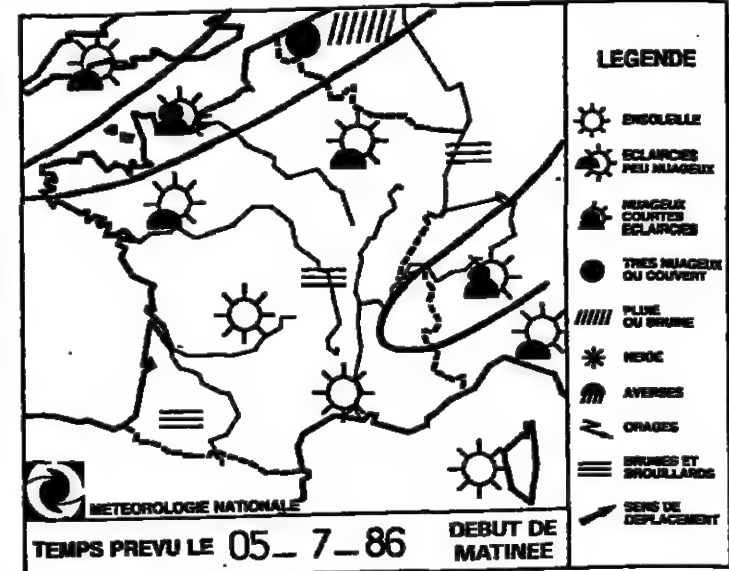 LEGENDE
ENSOLEILLE
ECLAIRCIES
PEU NUAGEUX
NUAGEUX
COURTES
ECLAIRCIES
TRES NUAGEUX
OU COUVERT
PLUIE
OU BRUINE
NEIGE
AVERSES
ORAGES
BRUMES ET
BROUILLARDS
SENS DE
DEPLACEMENT
METEOROLOGIE NATIONALE
TEMPS PREVU LE 05_ 7_86 DEBUT DE
MATINEE